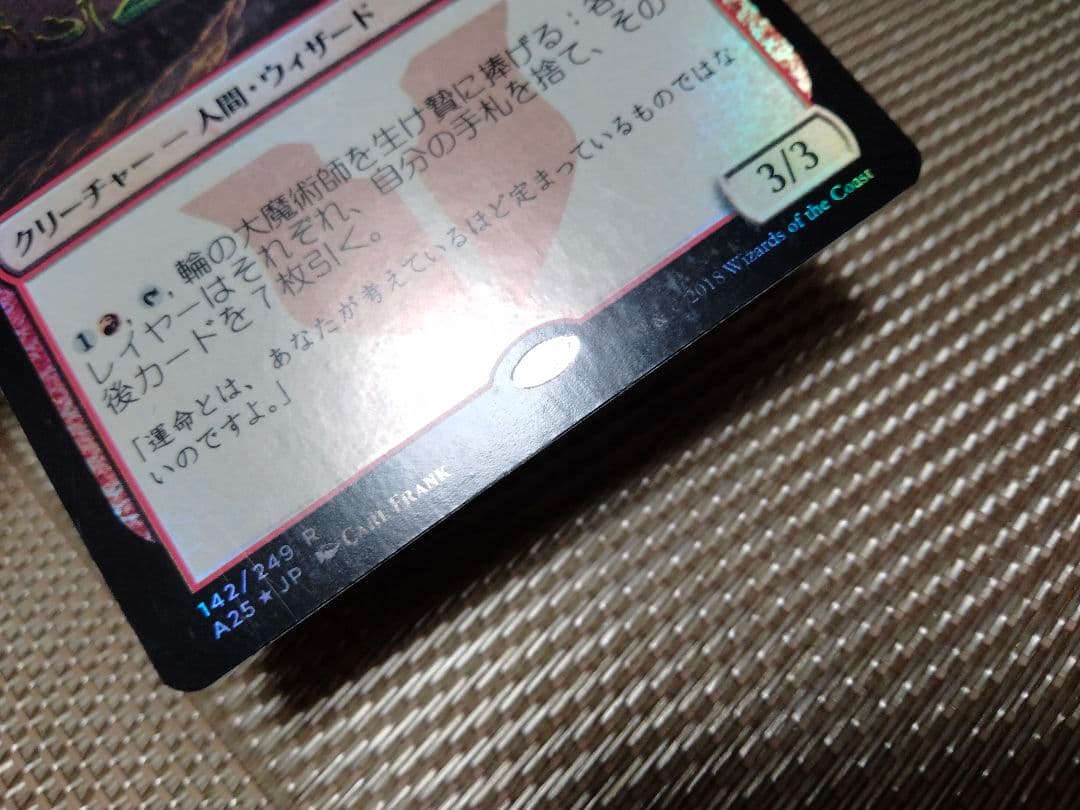 クリーチャー — 人間・ウィザード
1 , , 輪の大魔術師を生け贄に捧げる:各
レイヤーはそれぞれ、自分の手札を捨て、その
後カードを7枚引く。
「運命とは、あなたが考えているほど定まっているものではな
いのですよ。」
3/3
142/249 R
A25★JP CARL FRANK
& 2018 Wizards of the Coast